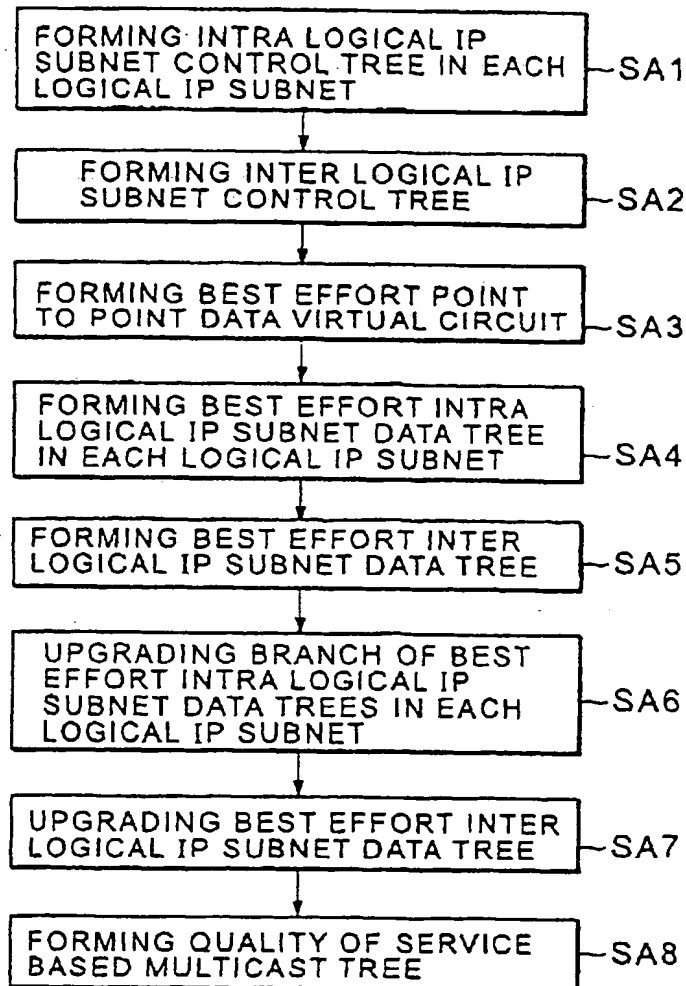 FORMING INTRA LOGICAL IP
SUBNET CONTROL TREE IN EACH
LOGICAL IP SUBNET
SA1
FORMING INTER LOGICAL IP
SUBNET CONTROL TREE
SA2
FORMING BEST EFFORT POINT
TO POINT DATA VIRTUAL CIRCUIT
SA3
FORMING BEST EFFORT INTRA
LOGICAL IP SUBNET DATA TREE
IN EACH LOGICAL IP SUBNET
SA4
FORMING BEST EFFORT INTER
LOGICAL IP SUBNET DATA TREE
SA5
UPGRADING BRANCH OF BEST
EFFORT INTRA LOGICAL IP
SUBNET DATA TREES IN EACH
LOGICAL IP SUBNET
SA6
UPGRADING BEST EFFORT INTER
LOGICAL IP SUBNET DATA TREE
SA7
FORMING QUALITY OF SERVICE
BASED MULTICAST TREE
SA8